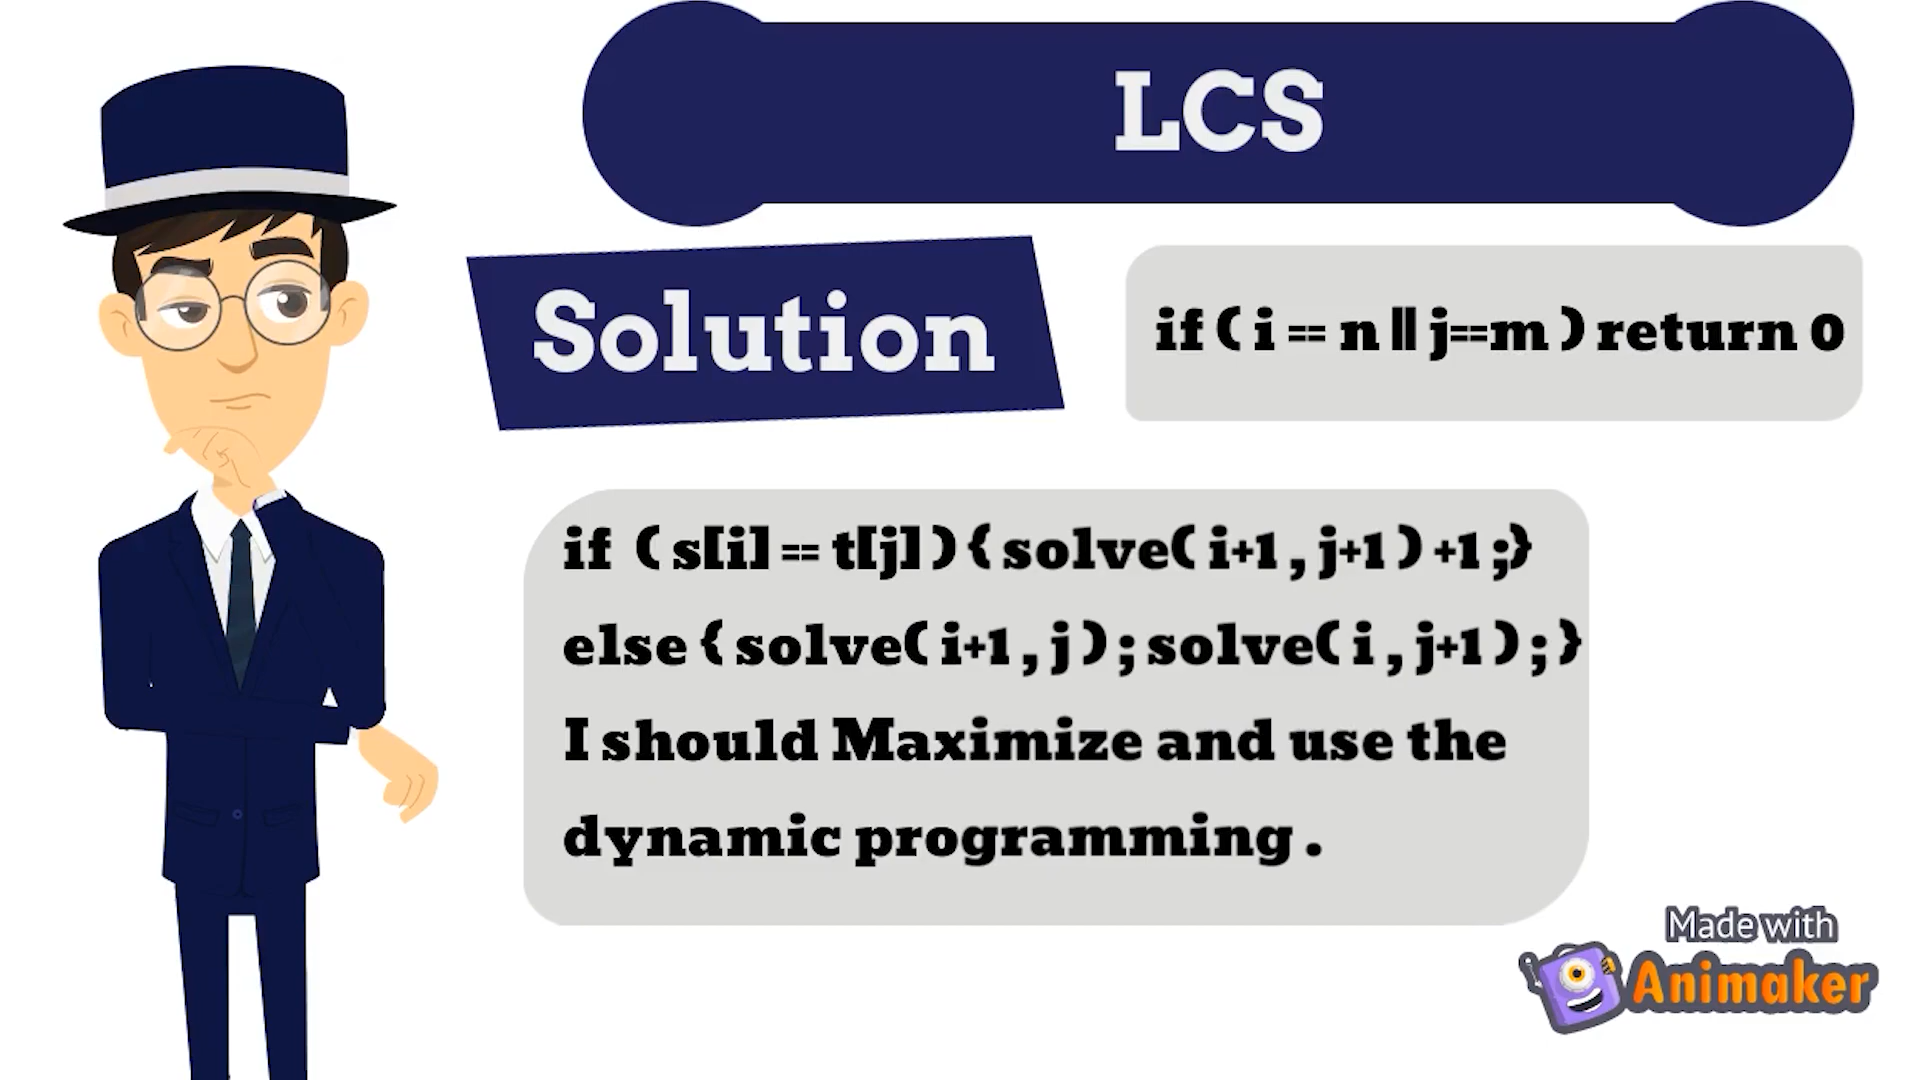 LCS
Solution
if ( i == n || j==m ) return 0
if ( s[i] == t[j] ) { solve( i+1 , j+1 ) +1 ;}
else { solve( i+1 , j ) ; solve( i , j+1 ) ; }
I should Maximize and use the
dynamic programming .
Made with
Animaker